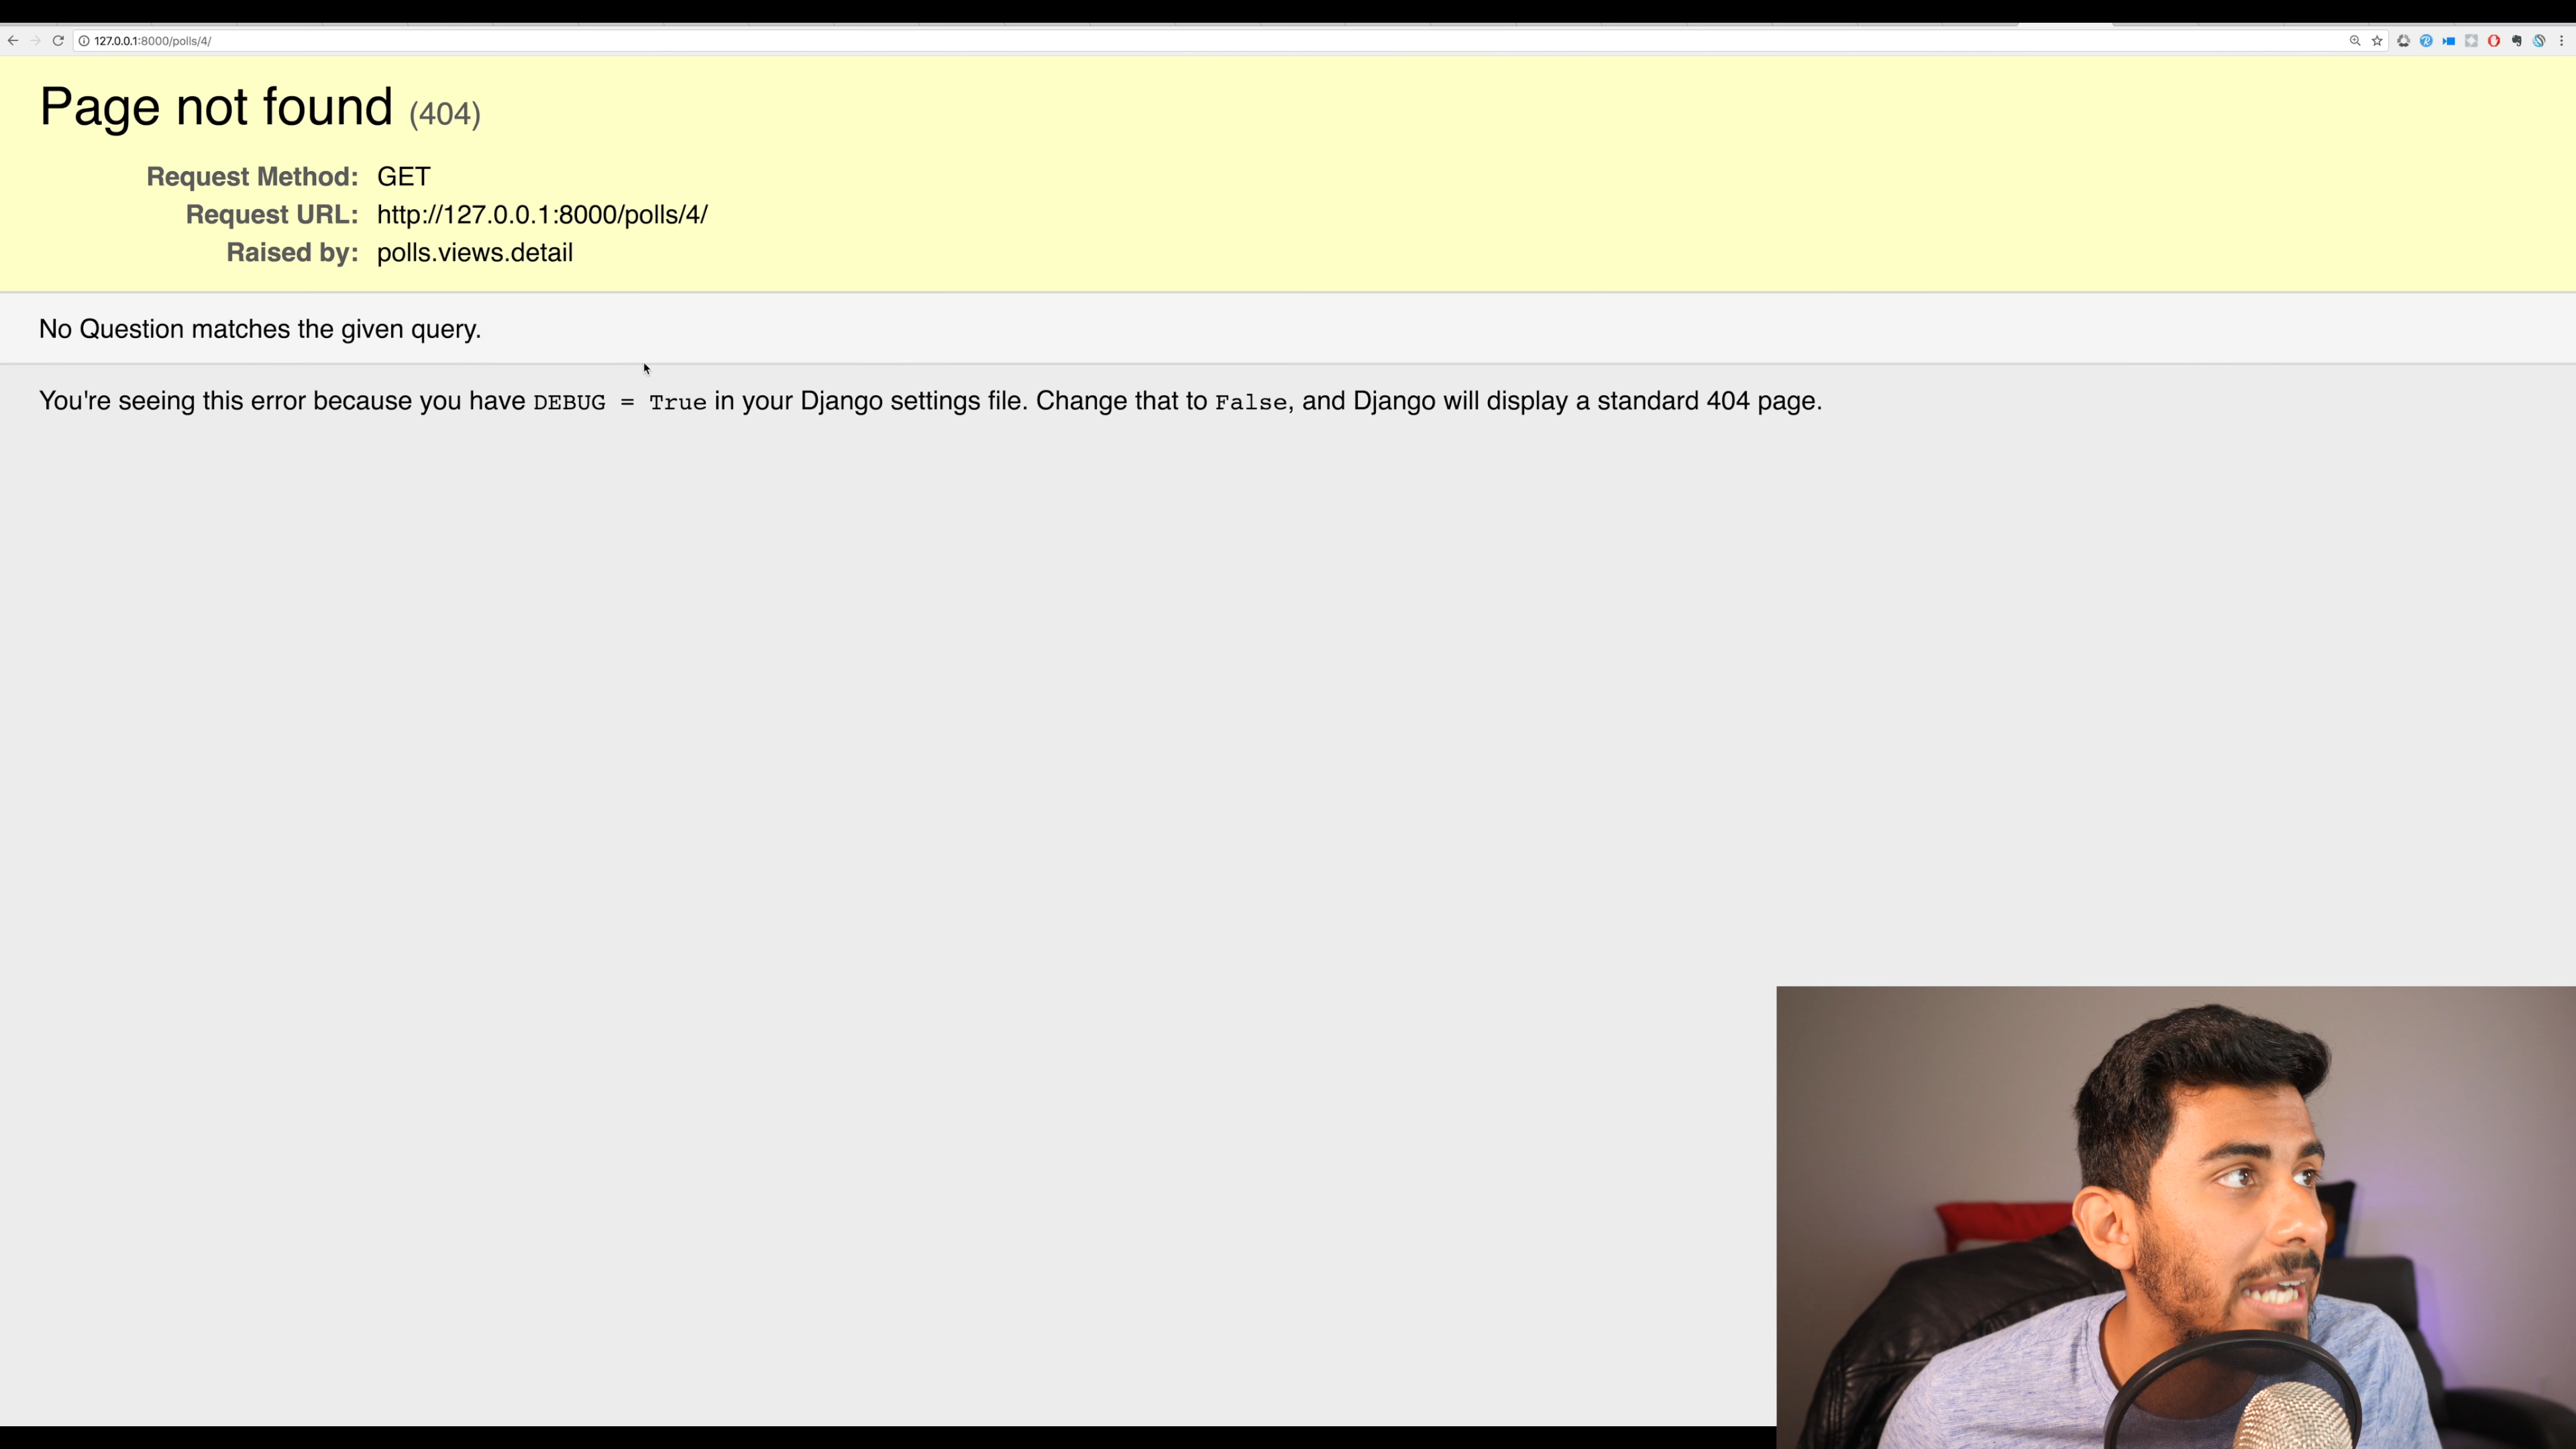 127.0.0.1:8000/polls/4/
Page not found (404)
Request Method: GET
Request URL: http://127.0.0.1:8000/polls/4/
Raised by: polls.views.detail
No Question matches the given query.
You're seeing this error because you have DEBUG = True in your Django settings file. Change that to False, and Django will display a standard 404 page.